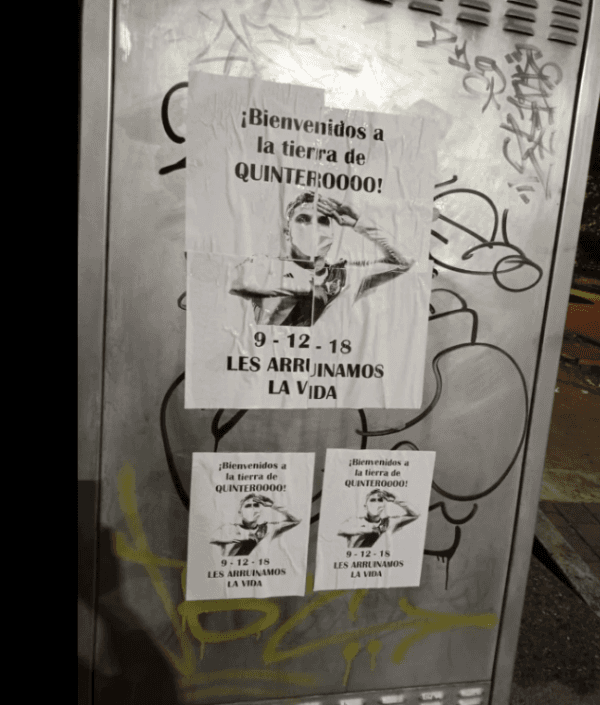 ¡Bienvenidos a
la tierra de
QUINTEROOOO!
9 - 12 - 18
LES ARRUINAMOS
LA VIDA
¡Bienvenidos a
la tierra de
QUINTEROOOO!
9 - 12 - 18
LES ARRUINAMOS
LA VIDA
¡Bienvenidos a
la tierra de
QUINTEROOOO!
9 - 12 - 18
LES ARRUINAMOS
LA VIDA